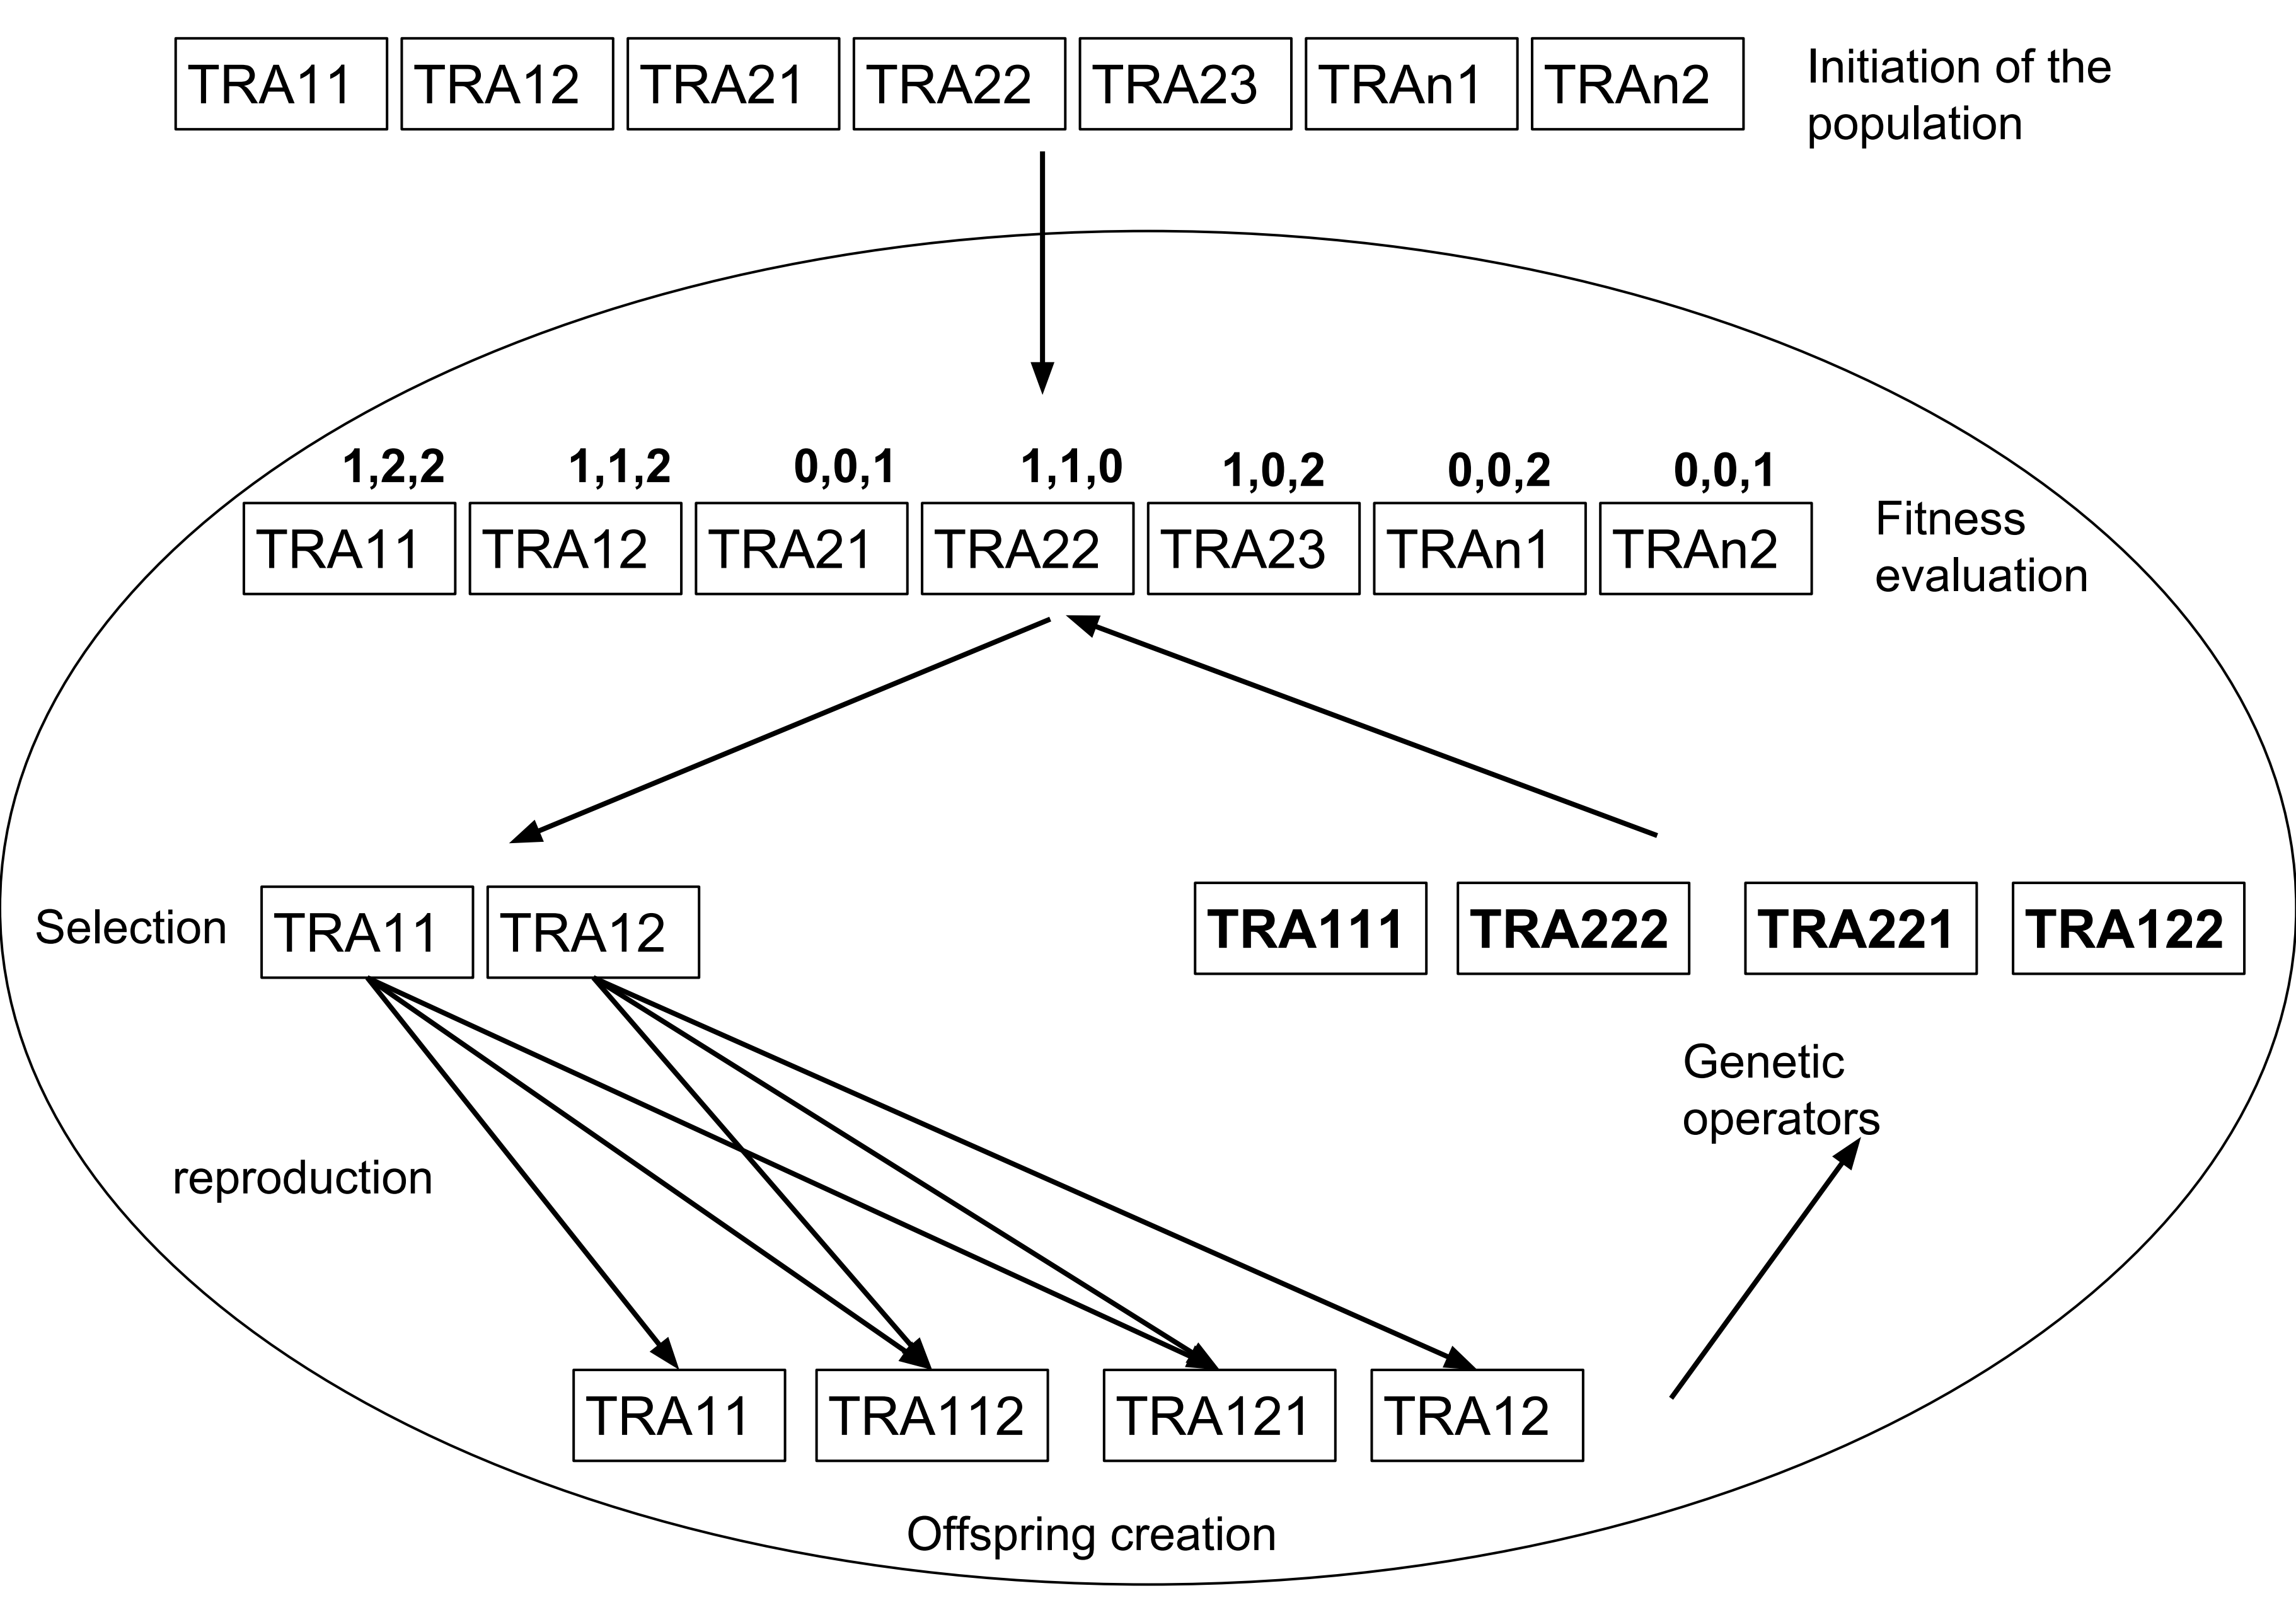 TRA11 TRA12 TRA21 TRA22 TRA23 TRAn1 TRAn2
Initiation of the
population
1,2,2 1,1,2 0,0,1 1,1,0 1,0,2 0,0,2 0,0,1
TRA11 TRA12 TRA21 TRA22 TRA23 TRAn1 TRAn2
Fitness
evaluation
Selection
TRA11 TRA12
TRA111 TRA222 TRA221 TRA122
Genetic
operators
reproduction
TRA11 TRA112 TRA121 TRA12
Offspring creation